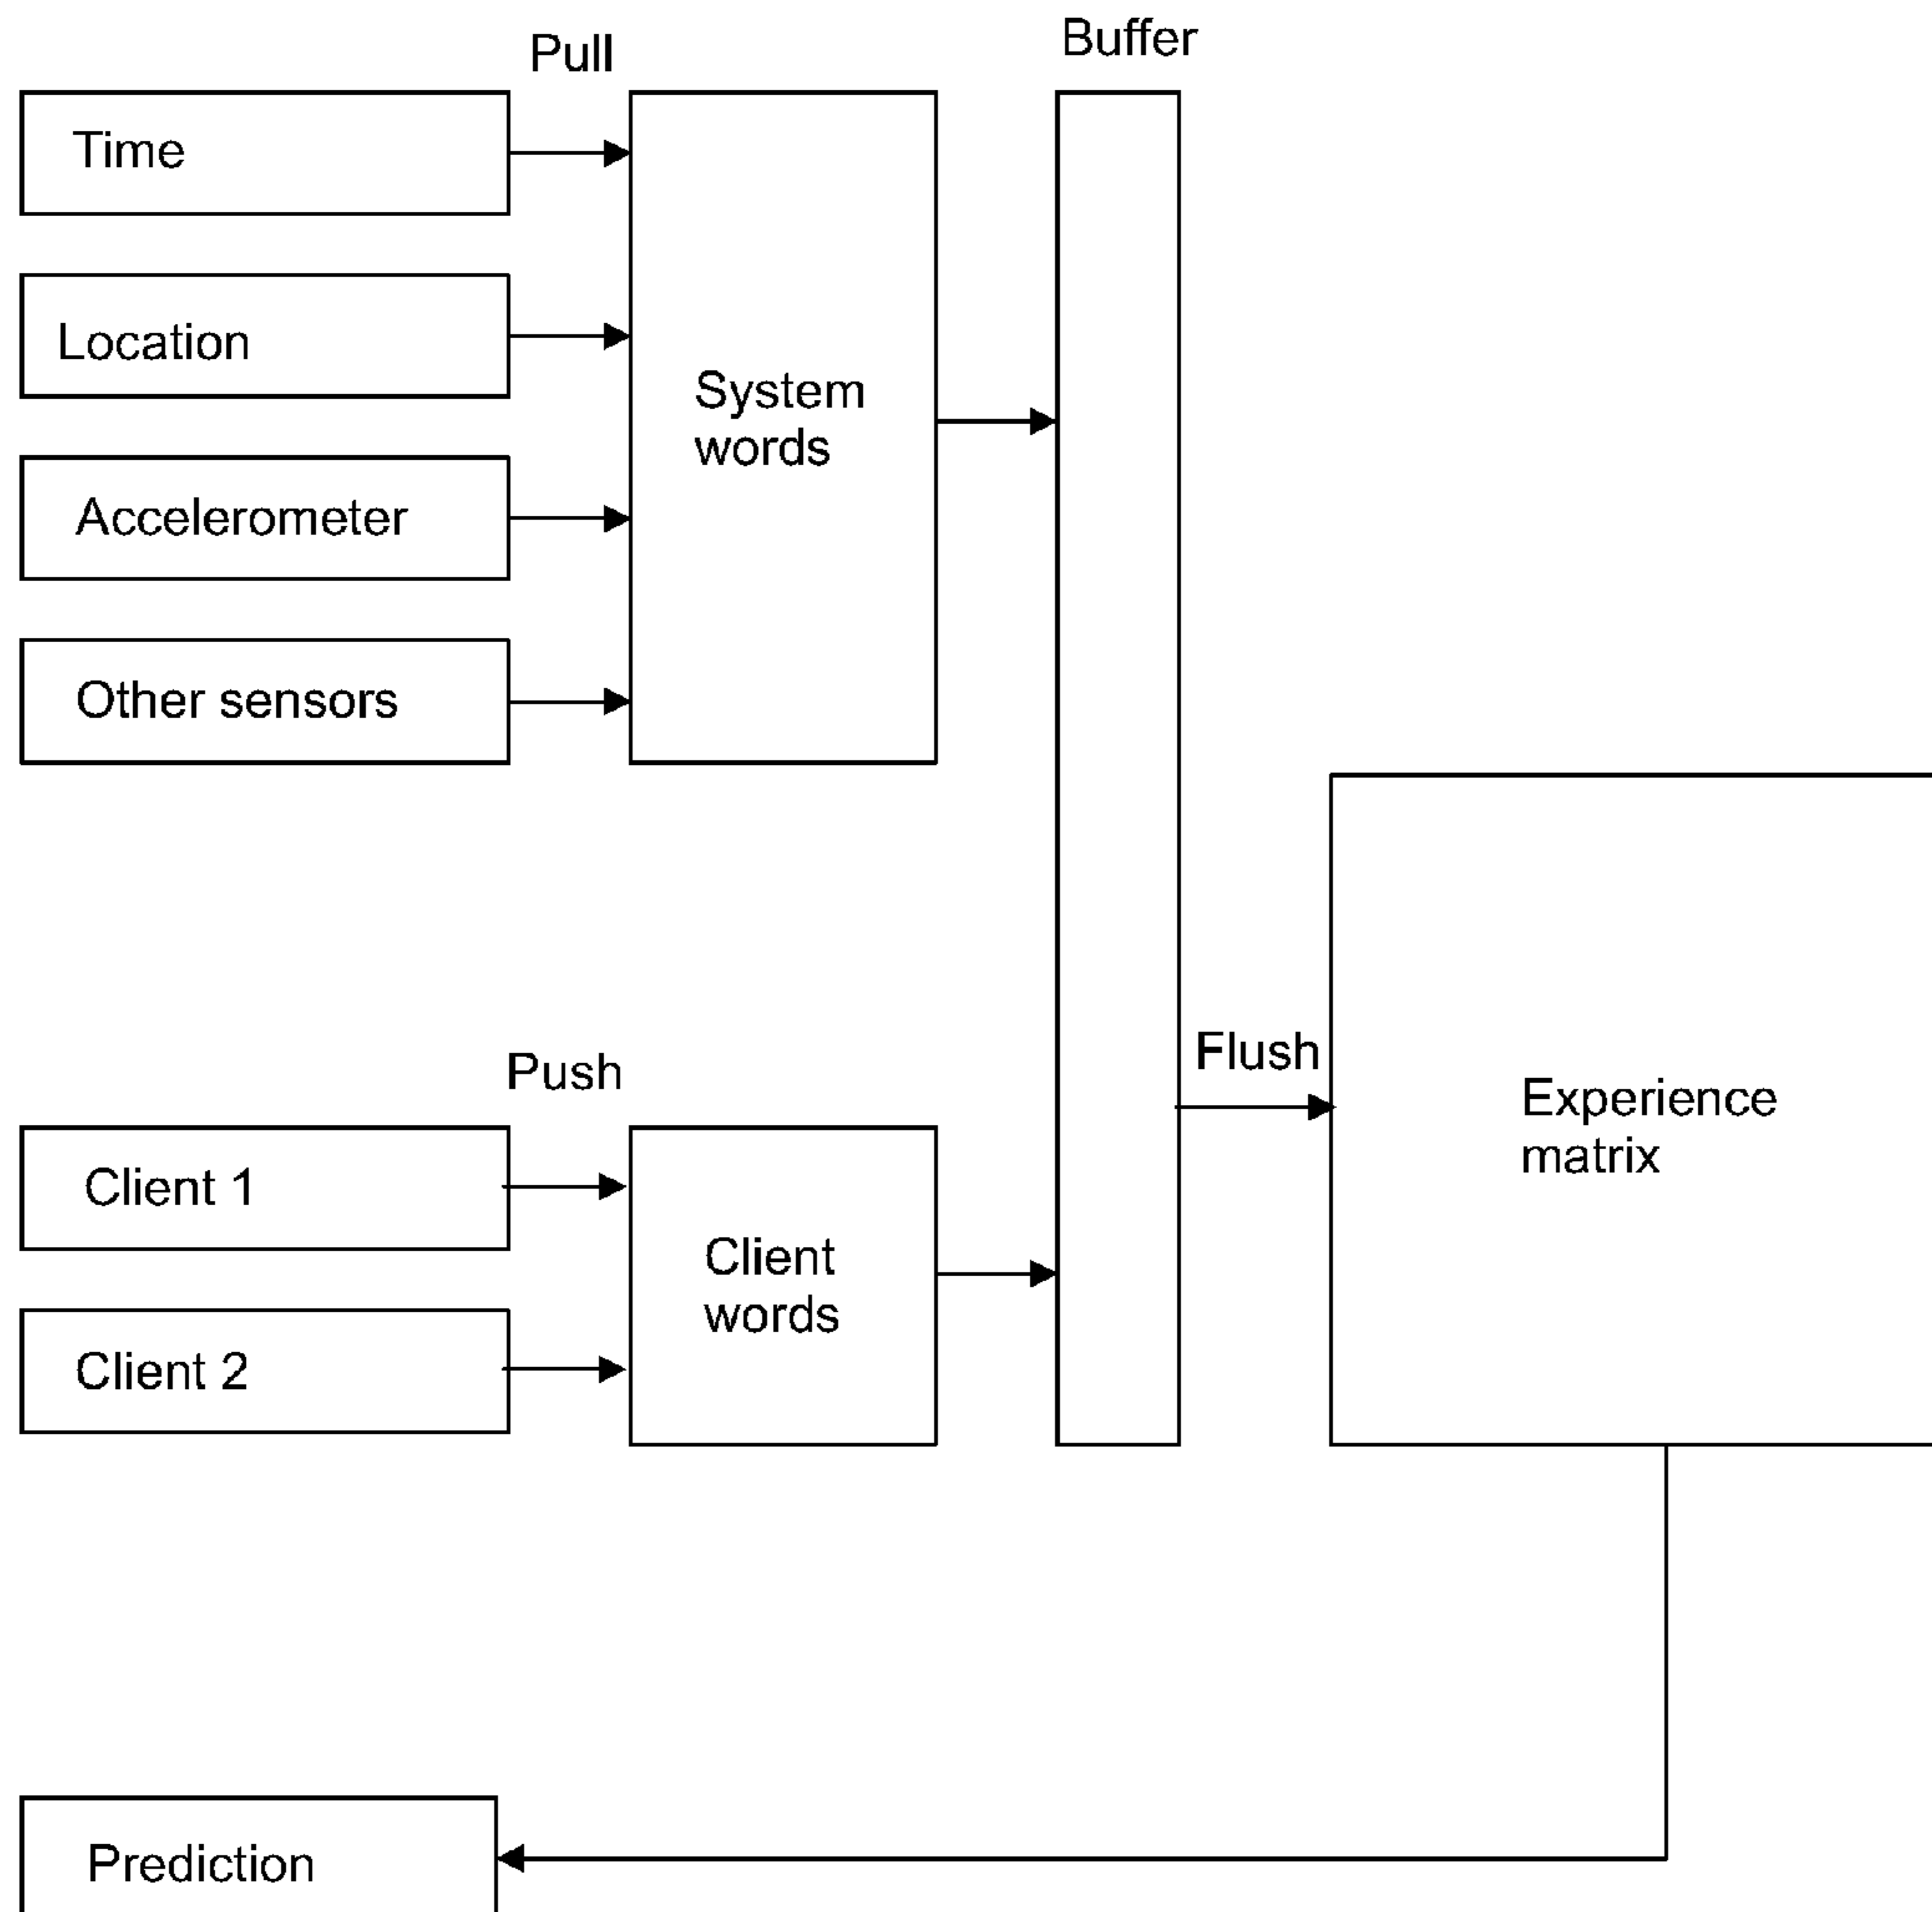 Pull
Buffer
Time
Location
Accelerometer
Other sensors
System
words
Push
Client 1
Client 2
Client
words
Flush
Experience
matrix
Prediction